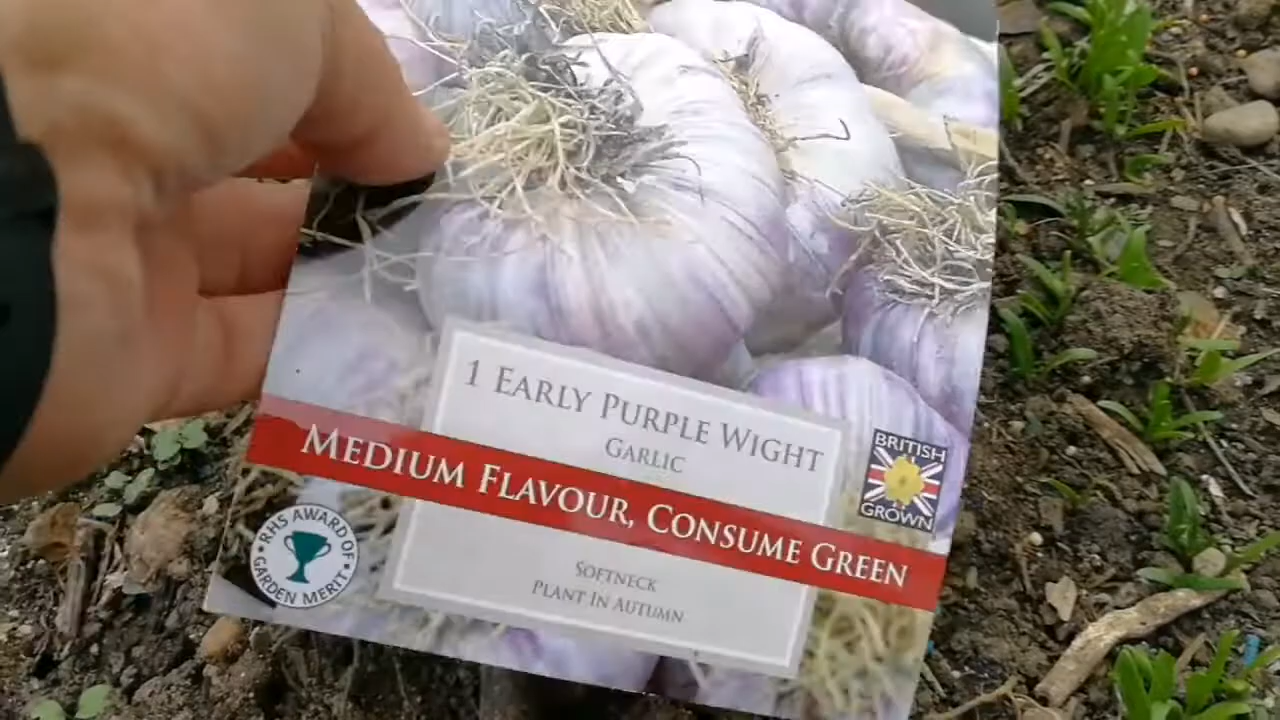 1 EARLY PURPLE WIGHT
GARLIC
MEDIUM FLAVOUR, CONSUME GREEN
SOFTNECK
PLANT IN AUTUMN
BRITISH
GROWN
RHS AWARD OF
GARDEN MERIT